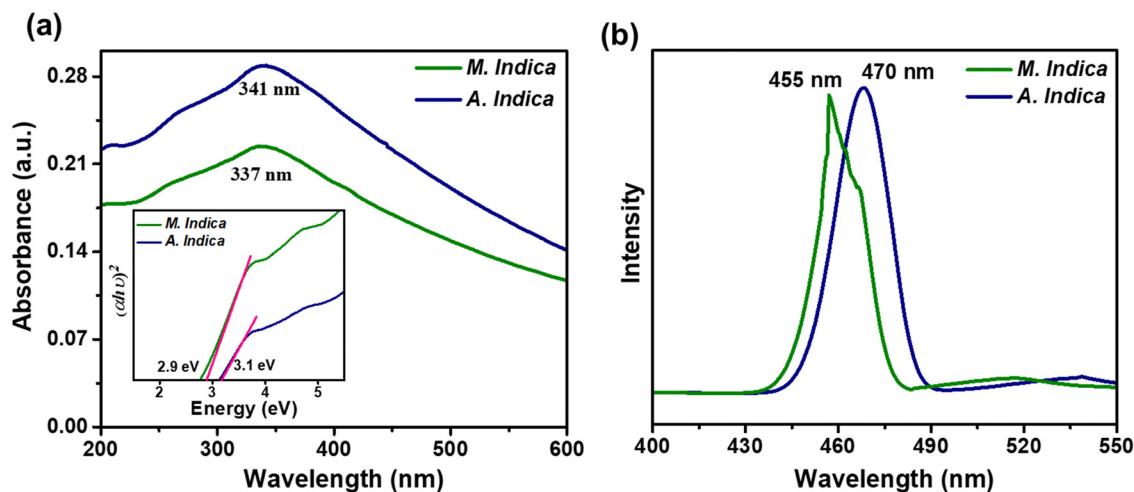 (a)
Absorbance (a.u.)
0.28
0.21
0.14
0.07
0.00
M. Indica
A. Indica
341 nm
337 nm
M. Indica
A. Indica
(αhυ)²
2.9 eV
3.1 eV
2 3 4 5
Energy (eV)
200 300 400 500 600
Wavelength (nm)
(b)
Intensity
455 nm
470 nm
M. Indica
A. Indica
400 430 460 490 520 550
Wavelength (nm)